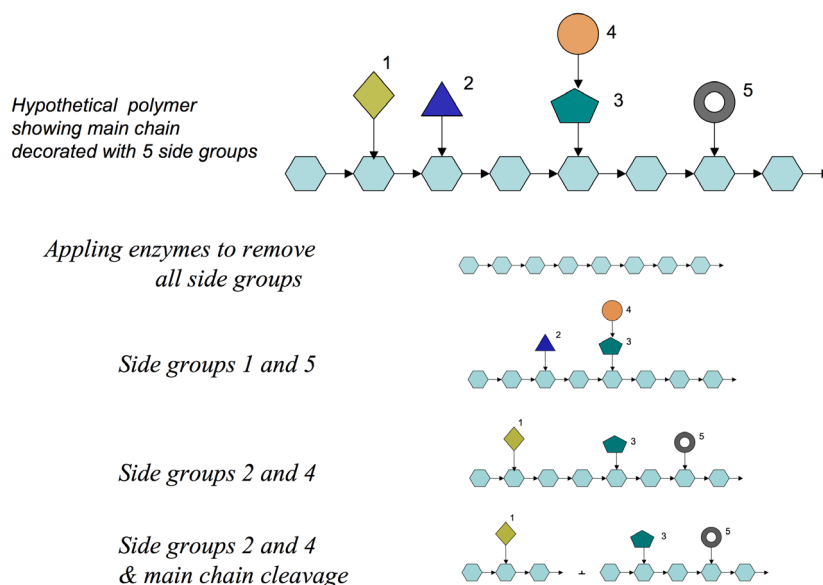 4
1
2
5
Hypothetical polymer
showing main chain
3
decorated with 5 side groups
Appling enzymes to remove
all side groups
4
2
3
Side groups 1 and 5
1
3
5
Side groups 2 and 4
1
Side groups 2 and 4
3
5
+
& main chain cleavage